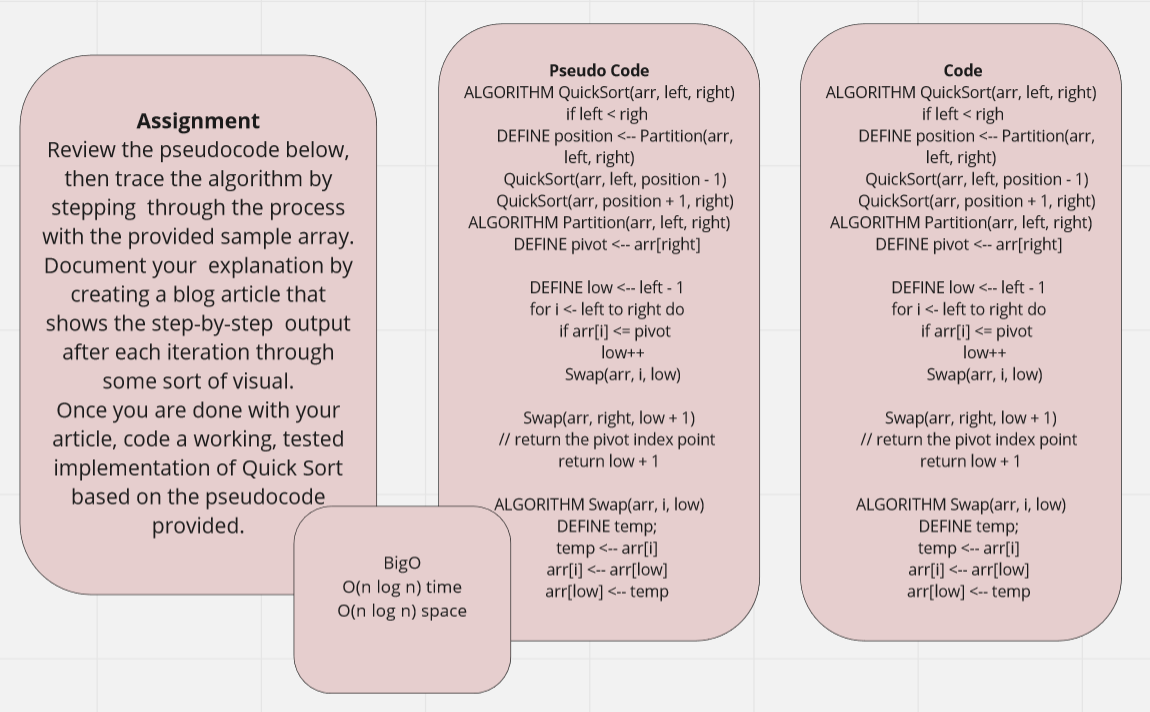 Assignment
Review the pseudocode below,
then trace the algorithm by
stepping  through the process
with the provided sample array.
Document your  explanation by
creating a blog article that
shows the step-by-step  output
after each iteration through
some sort of visual.
Once you are done with your
article, code a working, tested
implementation of Quick Sort
based on the pseudocode
provided.
BigO
O(n log n) time
O(n log n) space
Pseudo Code
ALGORITHM QuickSort(arr, left, right)
if left < righ
DEFINE position <-- Partition(arr,
left, right)
QuickSort(arr, left, position - 1)
QuickSort(arr, position + 1, right)
ALGORITHM Partition(arr, left, right)
DEFINE pivot <-- arr[right]
DEFINE low <-- left - 1
for i <- left to right do
if arr[i] <= pivot
low++
Swap(arr, i, low)
Swap(arr, right, low + 1)
// return the pivot index point
return low + 1
ALGORITHM Swap(arr, i, low)
DEFINE temp;
temp <-- arr[i]
arr[i] <-- arr[low]
arr[low] <-- temp
Code
ALGORITHM QuickSort(arr, left, right)
if left < righ
DEFINE position <-- Partition(arr,
left, right)
QuickSort(arr, left, position - 1)
QuickSort(arr, position + 1, right)
ALGORITHM Partition(arr, left, right)
DEFINE pivot <-- arr[right]
DEFINE low <-- left - 1
for i <- left to right do
if arr[i] <= pivot
low++
Swap(arr, i, low)
Swap(arr, right, low + 1)
// return the pivot index point
return low + 1
ALGORITHM Swap(arr, i, low)
DEFINE temp;
temp <-- arr[i]
arr[i] <-- arr[low]
arr[low] <-- temp